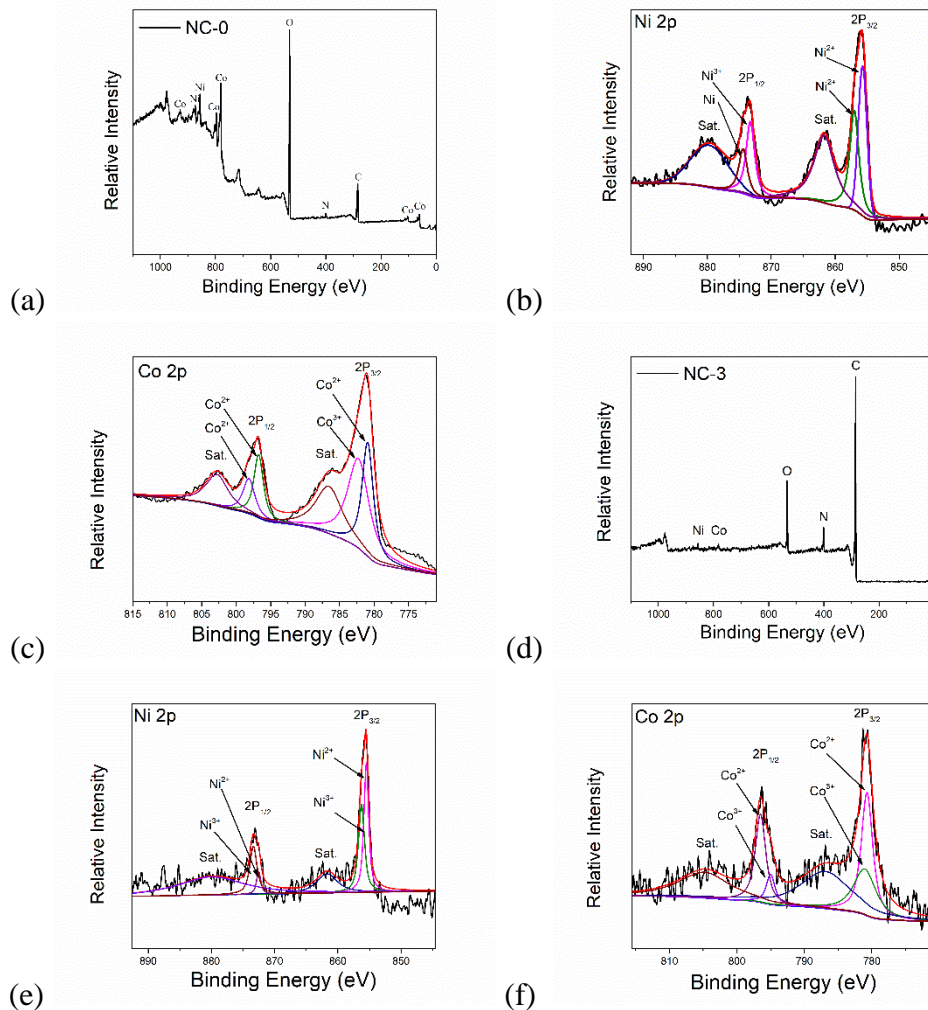 NC-0
O
Co
Ni
Ni
Co
Co
C
N
Co Co
Relative Intensity
1000 800 600 400 200 0
Binding Energy (eV)
(a)
Ni 2p
2P3/2
Ni2+
Ni3+
2P1/2
Ni
Ni2+
Sat.
Sat.
Relative Intensity
890 880 870 860 850
Binding Energy (eV)
(b)
Co 2p
2P3/2
Co2+
Co2+
2P1/2
Co2+
Co3+
Sat.
Sat.
Relative Intensity
815 810 805 800 795 790 785 780 775
Binding Energy (eV)
(c)
NC-3
C
O
N
Ni Co
Relative Intensity
1000 800 600 400 200
Binding Energy (eV)
(d)
Ni 2p
2P3/2
Ni2+
Ni2+
2P1/2
Ni3+
Ni3+
Sat.
Sat.
Relative Intensity
890 880 870 860 850
Binding Energy (eV)
(e)
Co 2p
2P3/2
2P1/2
Co2+
Co2+
Co3+
Co3+
Sat.
Sat.
Relative Intensity
810 800 790 780
Binding Energy (eV)
(f)